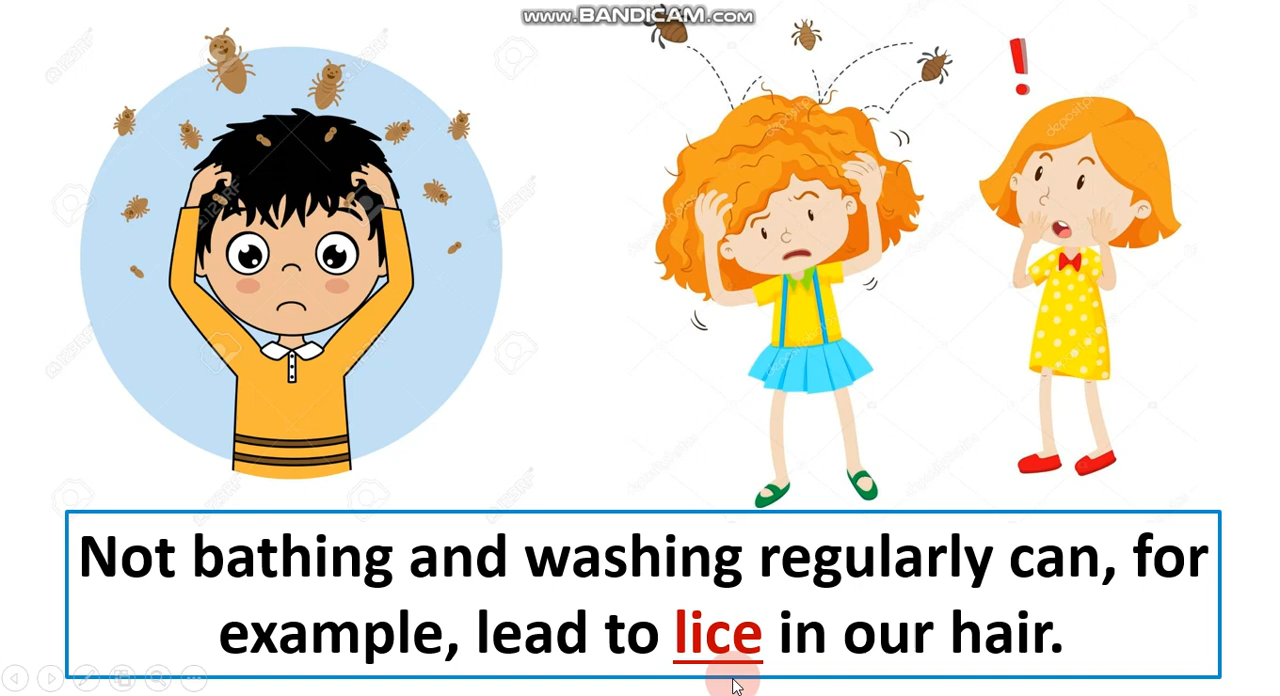 www.BANDICAM.com
Not bathing and washing regularly can, for
example, lead to lice in our hair.